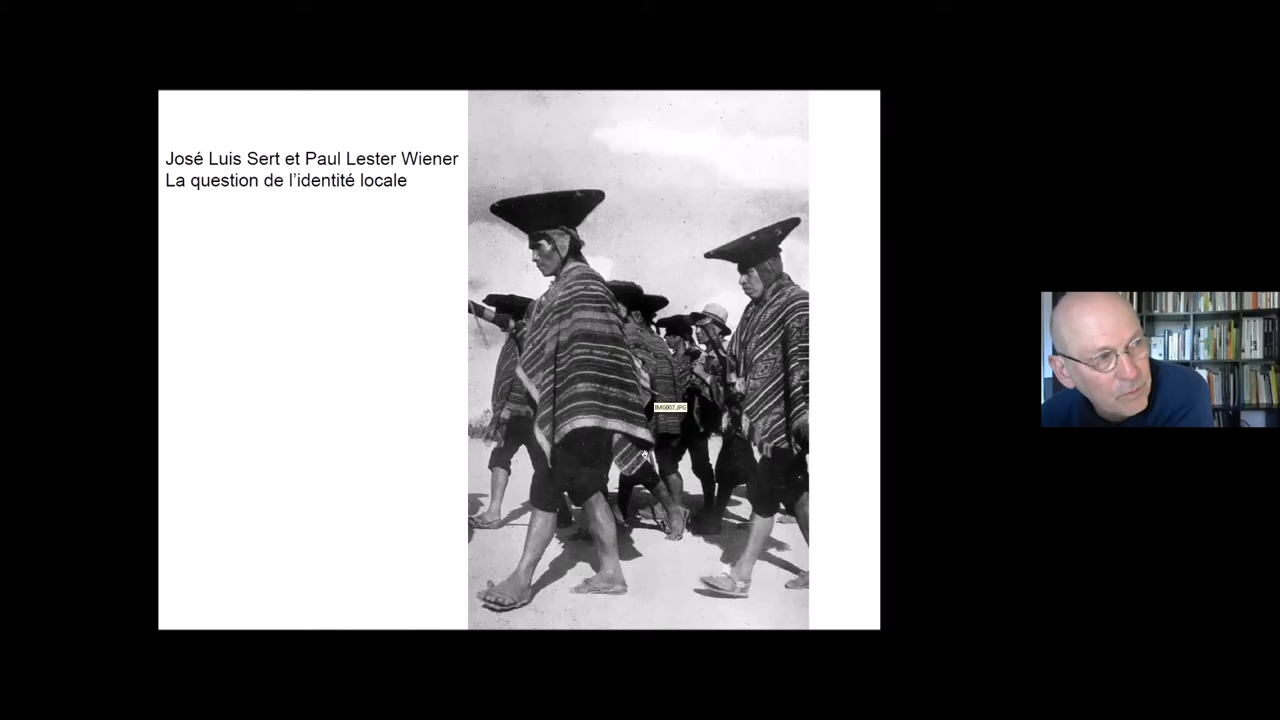 José Luis Sert et Paul Lester Wiener
La question de l’identité locale
IMG007.JPG